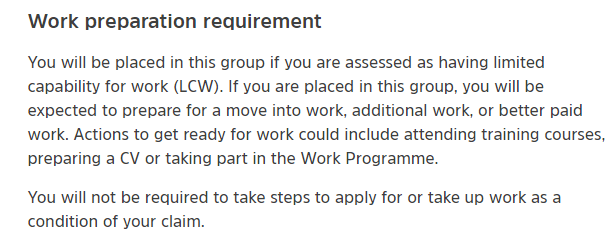 Work preparation requirement
You will be placed in this group if you are assessed as having limited
capability for work (LCW). If you are placed in this group, you will be
expected to prepare for a move into work, additional work, or better paid
work. Actions to get ready for work could include attending training courses,
preparing a CV or taking part in the Work Programme.
You will not be required to take steps to apply for or take up work as a
condition of your claim.